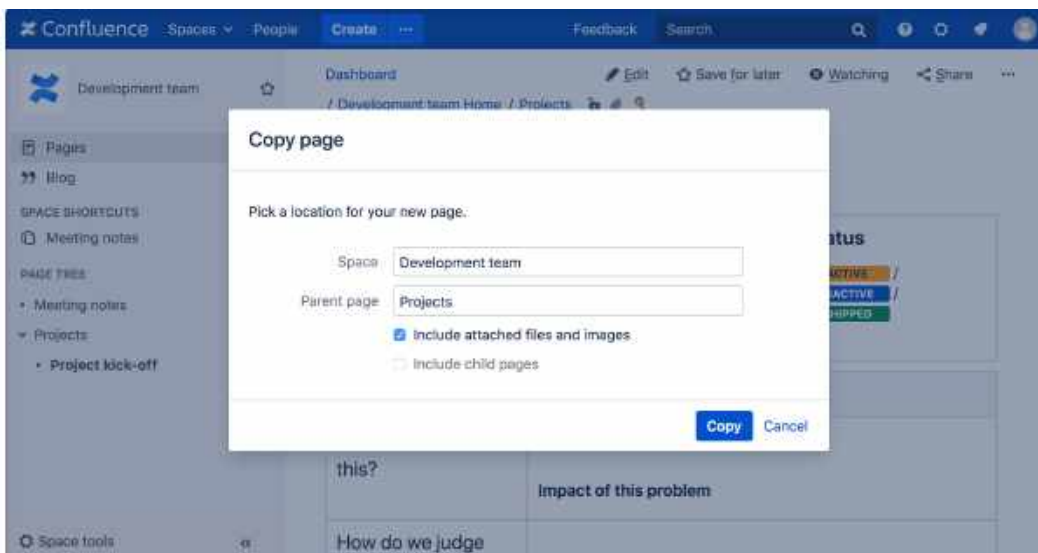 Confluence Spaces People Create ··· Feedback Search
Development team
Dashboard
/ Development team Home / Projects
Edit Save for later Watching Share ···
Pages
Blog
SPACE SHORTCUTS
Meeting notes
PAGE TREE
Meeting notes
Projects
Project kick-off
Space tools «
Copy page
Pick a location for your new page.
Space Development team
Parent page Projects
Include attached files and images
Include child pages
Copy Cancel
atus
ACTIVE /
ACTIVE /
SHIPPED
this?
Impact of this problem
How do we judge